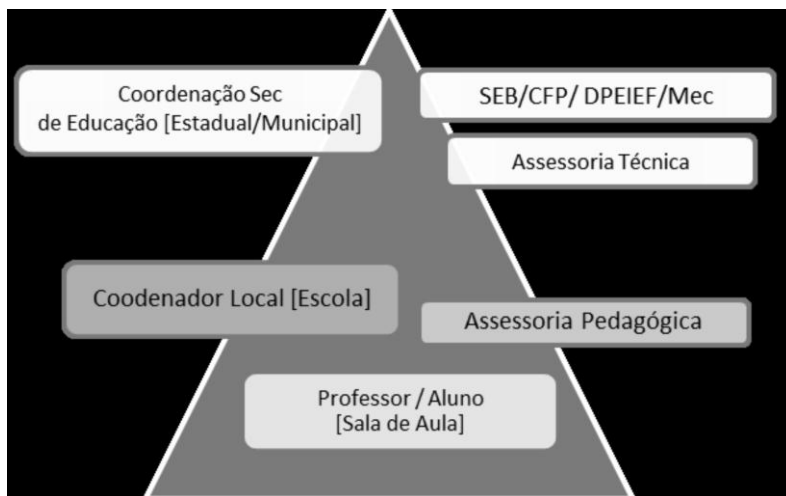 Coordenação Sec
de Educação [Estadual/Municipal]
SEB/CFP/ DPEIEF/Mec
Assessoria Técnica
Coodenador Local [Escola]
Assessoria Pedagógica
Professor / Aluno
[Sala de Aula]